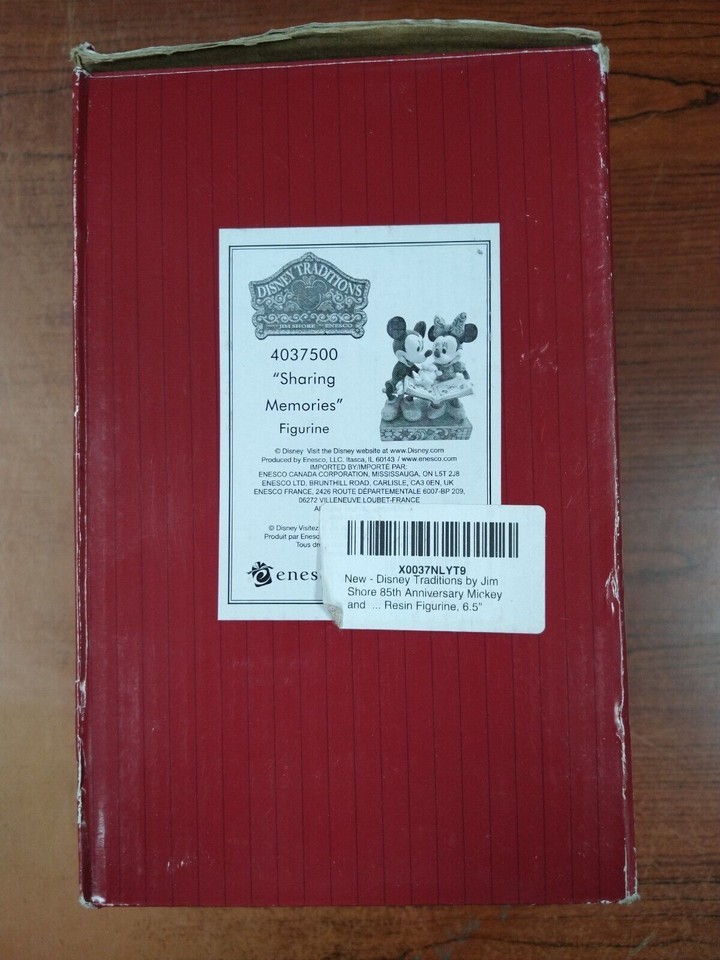 DISNEY TRADITIONS
JIM SHORE ENESCO
4037500
“Sharing
Memories”
Figurine
© Disney Visit the Disney website at www.Disney.com
Produced by Enesco, LLC. Itasca, IL 60143 / www.enesco.com
IMPORTED BY/IMPORTÉ PAR:
ENESCO CANADA CORPORATION, MISSISSAUGA, ON L5T 2J8
ENESCO LTD. BRUNTHILL ROAD, CARLISLE, CA3 0EN, UK
ENESCO FRANCE, 2426 ROUTE DÉPARTEMENTALE 6007-BP 209,
06272 VILLENEUVE LOUBET-FRANCE
© Disney Visitez
Produit par Enesc
Tous
enes
X0037NLYT9
New - Disney Traditions by Jim
Shore 85th Anniversary Mickey
and ... Resin Figurine, 6.5"